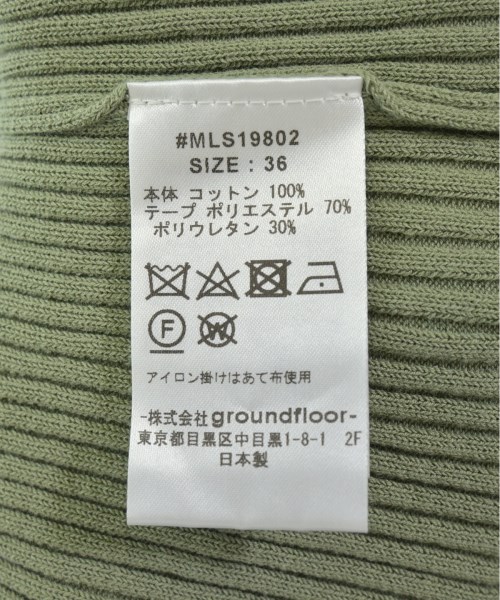 #MLS19802
SIZE : 36
本体 コットン 100%
テープ ポリエステル 70%
ポリウレタン 30%
F W
アイロン掛けはあて布使用
-株式会社groundfloor-
東京都目黒区中目黒1-8-1 2F
日本製